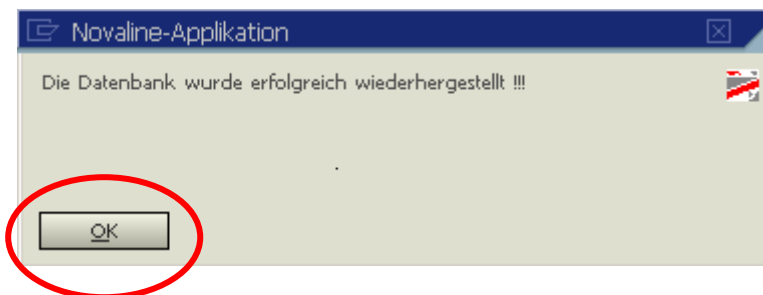 Novaline-Applikation
Die Datenbank wurde erfolgreich wiederhergestellt !!!
.
OK